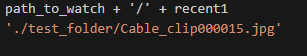 path_to_watch + '/' + recent1
'./test_folder/Cable_clip000015.jpg'